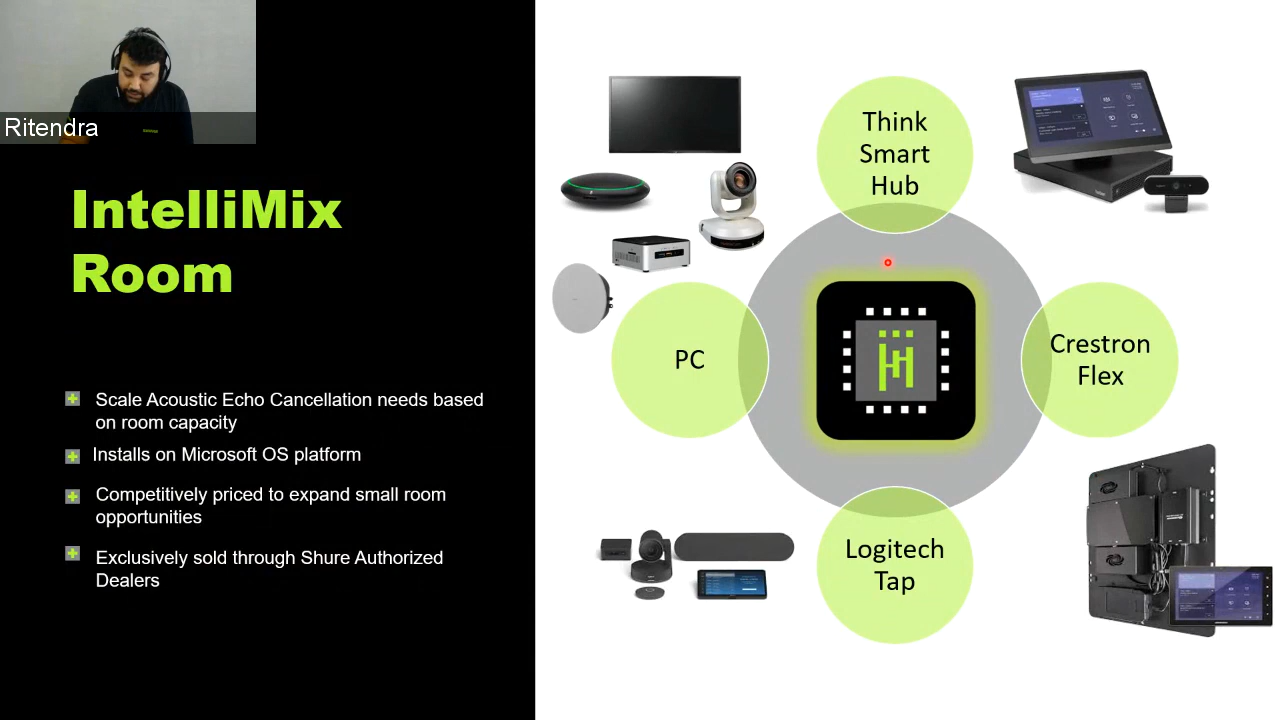 Ritendra
IntelliMix
Room
Scale Acoustic Echo Cancellation needs based
on room capacity
Installs on Microsoft OS platform
Competitively priced to expand small room
opportunities
Exclusively sold through Shure Authorized
Dealers
Think
Smart
Hub
PC
Crestron
Flex
Logitech
Tap